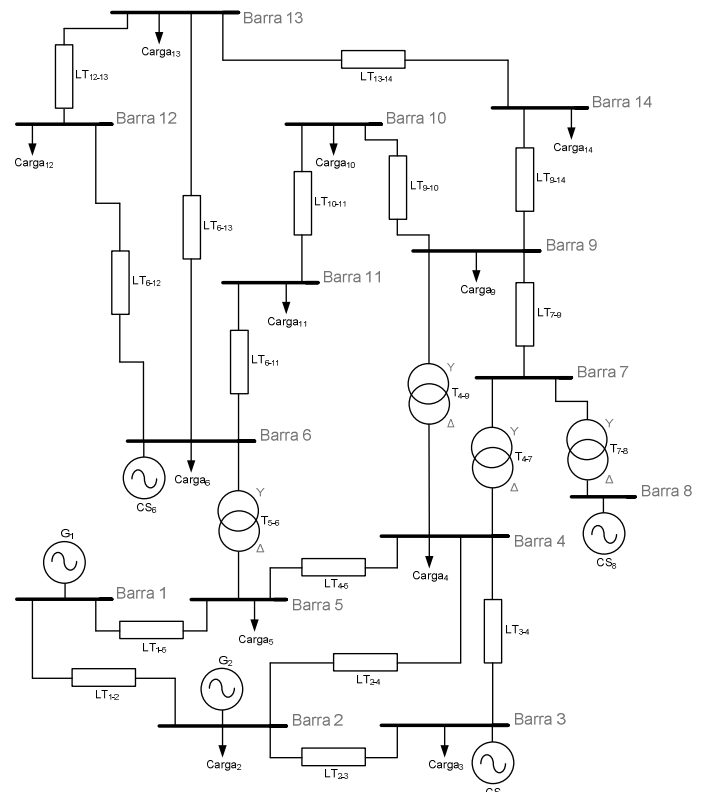 Barra 13
Carga13
LT12-13
LT13-14
Barra 14
Barra 12
Barra 10
Carga12
Carga10
Carga14
LT9-10
LT9-14
LT10-11
LT6-13
Barra 9
Carga9
LT6-12
Barra 11
Carga11
LT7-9
LT6-11
Y
Barra 7
T4-9
Δ
Y
Y
T4-7
T7-8
Barra 6
Δ
Δ
Carga6
CS6
Y
Barra 8
T5-6
G1
Δ
Barra 4
CS8
LT4-5
Carga4
Barra 1
Barra 5
LT3-4
LT1-5
Carga5
G2
LT2-4
LT1-2
Barra 2
Barra 3
Carga2
LT2-3
Carga3
CS